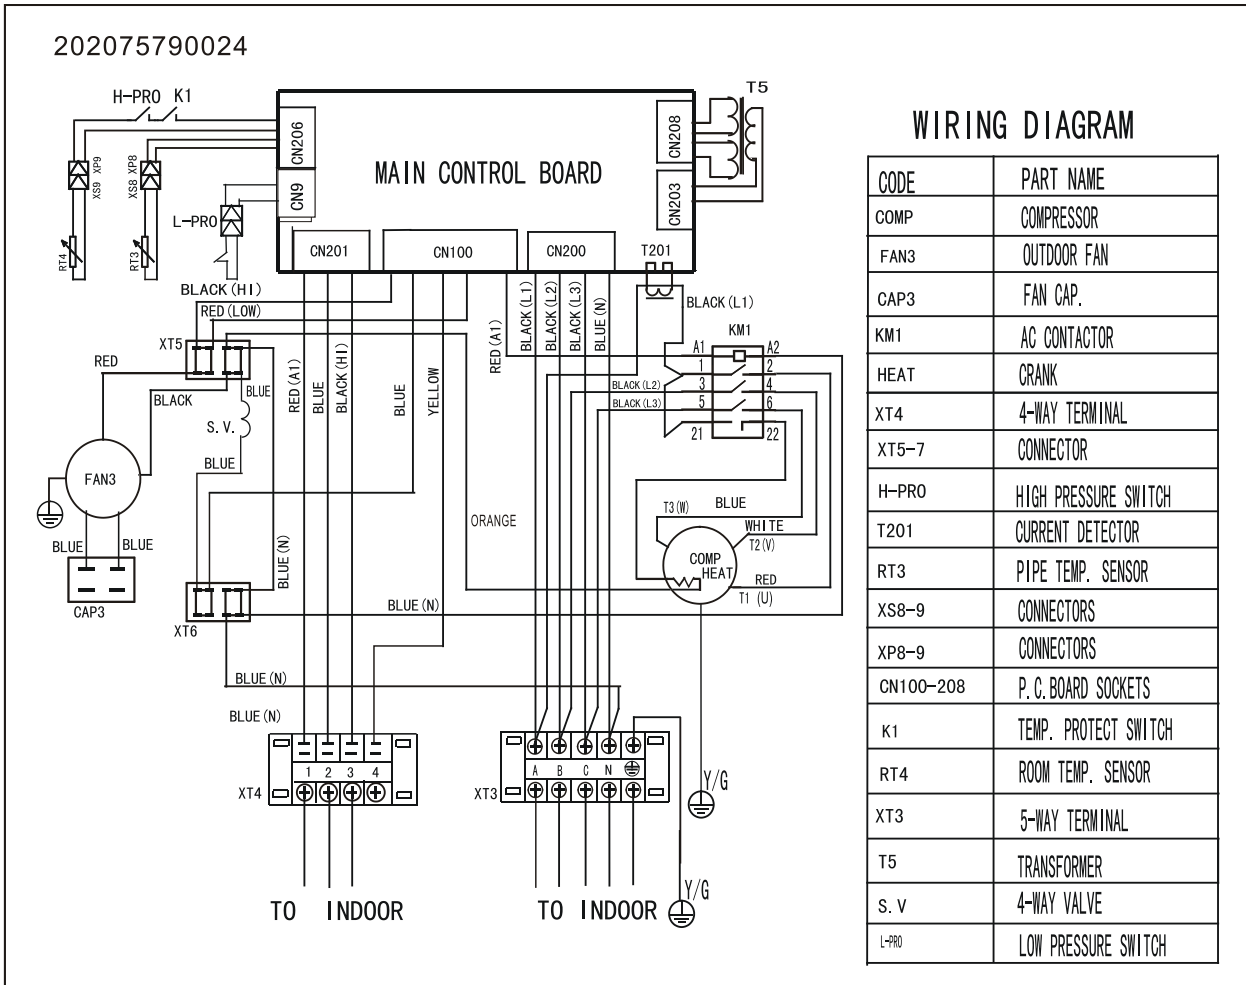 202075790024
H-PRO K1
T5
CN206
CN208
MAIN CONTROL BOARD
XS9 XP9
XS8 XP8
CN9
CN203
L-PRO
RT4
RT3
CN201
CN100
CN200
T201
BLACK(HI)
RED(LOW)
BLACK(L1)
BLACK(L2)
BLACK(L3)
BLUE(N)
BLACK(L1)
RED(A1)
KM1
XT5
A1
A2
1
2
3
4
5
6
21
22
BLACK(L2)
BLACK(L3)
RED
BLACK
BLUE
S.V.
BLUE
RED(A1)
BLUE
BLACK(HI)
BLUE
YELLOW
FAN3
ORANGE
T3(W)
BLUE
WHITE
T2(V)
COMP
HEAT
RED
T1 (U)
BLUE
BLUE
CAP3
BLUE(N)
XT6
BLUE(N)
BLUE(N)
BLUE(N)
1 2 3 4
XT4
A B C N
XT3
Y/G
Y/G
TO INDOOR
TO INDOOR
WIRING DIAGRAM
CODE PART NAME
COMP COMPRESSOR
FAN3 OUTDOOR FAN
CAP3 FAN CAP.
KM1 AC CONTACTOR
HEAT CRANK
XT4 4-WAY TERMINAL
XT5-7 CONNECTOR
H-PRO HIGH PRESSURE SWITCH
T201 CURRENT DETECTOR
RT3 PIPE TEMP. SENSOR
XS8-9 CONNECTORS
XP8-9 CONNECTORS
CN100-208 P.C.BOARD SOCKETS
K1 TEMP. PROTECT SWITCH
RT4 ROOM TEMP. SENSOR
XT3 5-WAY TERMINAL
T5 TRANSFORMER
S.V 4-WAY VALVE
L-PRO LOW PRESSURE SWITCH